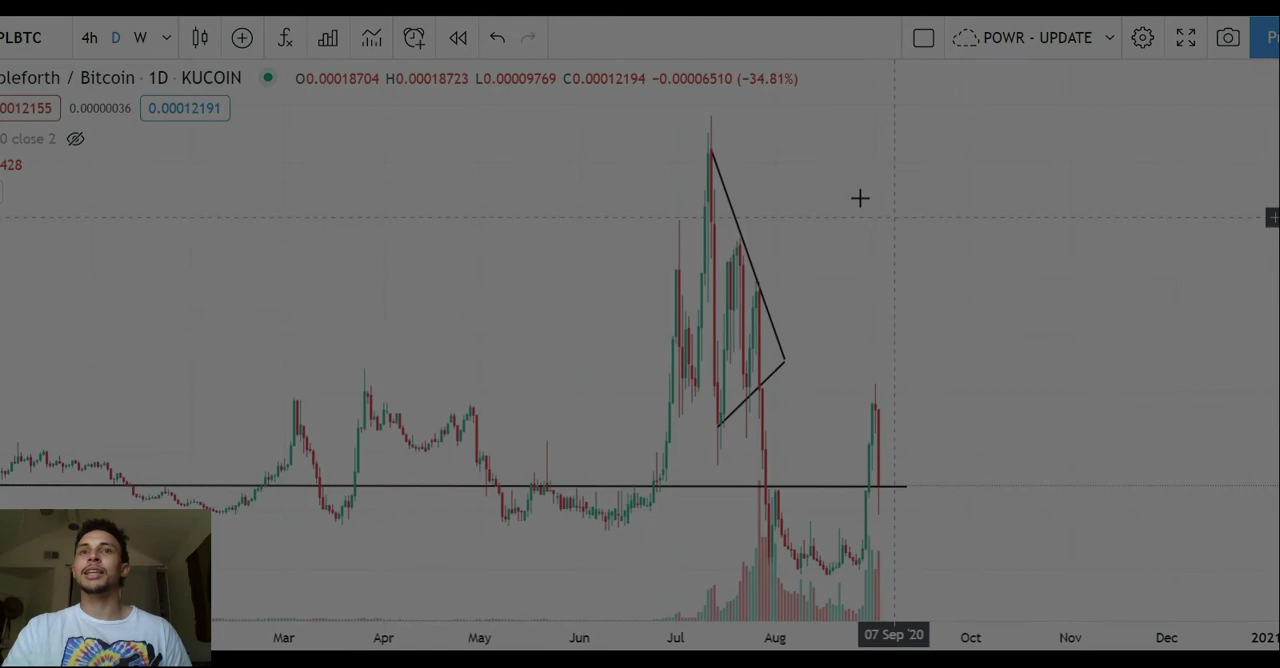 PLBTC 4h D W POWR - UPDATE
pleforth / Bitcoin · 1D · KUCOIN O0.00018704 H0.00018723 L0.00009769 C0.00012194 −0.00006510 (−34.81%)
0012155 0.00000036 0.00012191
0 close 2
428
Mar Apr May Jun Jul Aug 07 Sep '20 Oct Nov Dec 2021